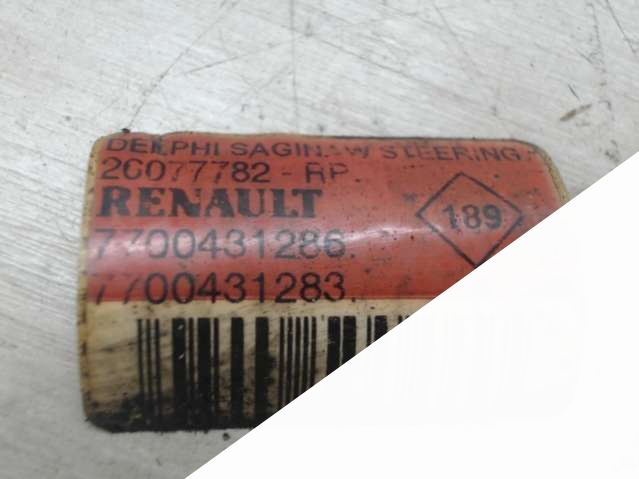 DELPHI SAGINAW STEERING
26077782 - RP.
RENAULT
189
7700431286.
7700431283.